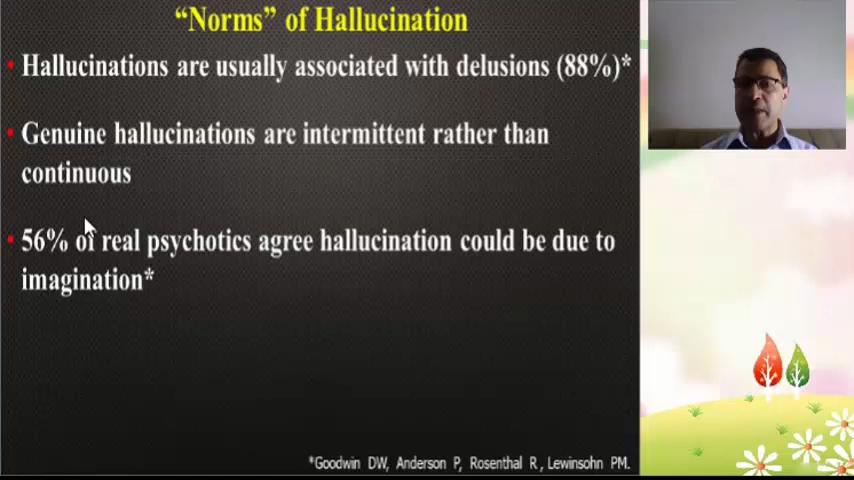 “Norms” of Hallucination
• Hallucinations are usually associated with delusions (88%)*
• Genuine hallucinations are intermittent rather than
continuous
• 56% of real psychotics agree hallucination could be due to
imagination*
*Goodwin DW, Anderson P, Rosenthal R, Lewinsohn PM.